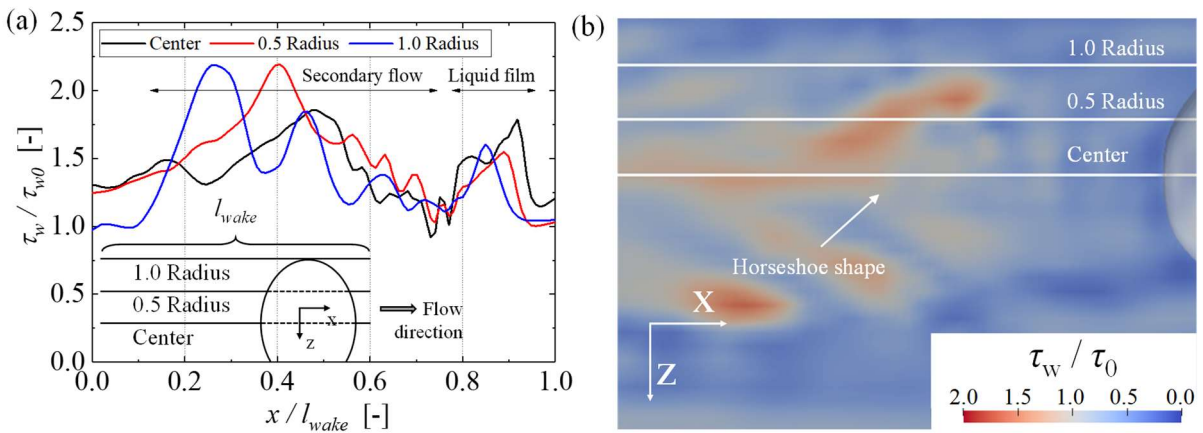 (a)
2.5
2.0
1.5
1.0
0.5
0.0
τw / τw0 [-]
Center 0.5 Radius 1.0 Radius
Secondary flow
Liquid film
lwake
1.0 Radius
0.5 Radius
Center
x
z
Flow
direction
0.0 0.2 0.4 0.6 0.8 1.0
x / lwake [-]
(b)
1.0 Radius
0.5 Radius
Center
Horseshoe shape
X
Z
τw / τ0
2.0 1.5 1.0 0.5 0.0